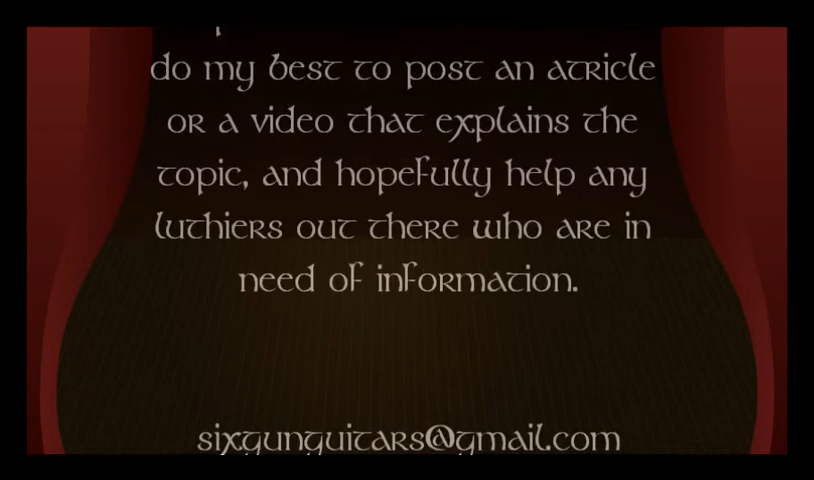 do my best to post an atricle
or a video that explains the
topic, and hopefully help any
luthiers out there who are in
need of information.
sixgunguitars@gmail.com